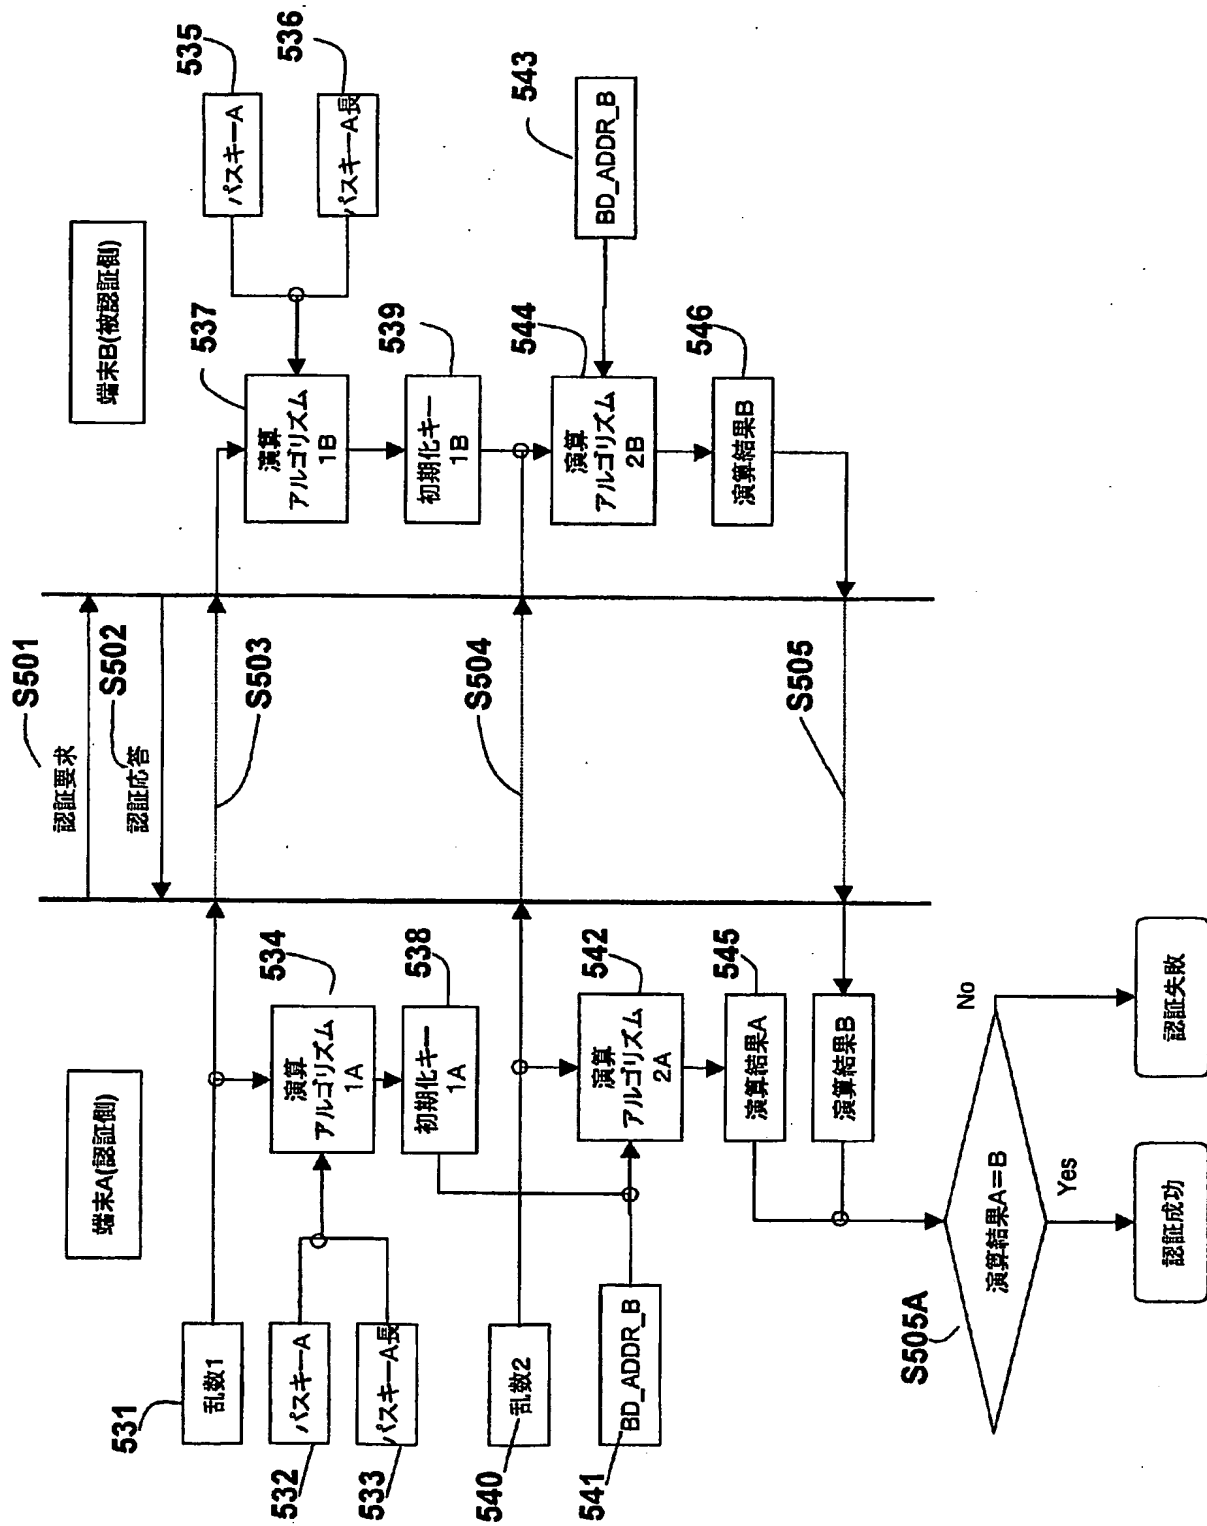 端末A(認証側)
端末B(被認証側)
S501
認証要求
S502
認証応答
531
乱数1
S503
532
パスキーA
533
パスキーA長
534
演算
アルゴリズム
1A
535
パスキーA
536
パスキーA長
537
演算
アルゴリズム
1B
538
初期化キー
1A
539
初期化キー
1B
540
乱数2
S504
541
BD_ADDR_B
542
演算
アルゴリズム
2A
543
BD_ADDR_B
544
演算
アルゴリズム
2B
545
演算結果A
546
演算結果B
S505
演算結果B
S505A
演算結果A=B
No
Yes
認証成功
認証失敗